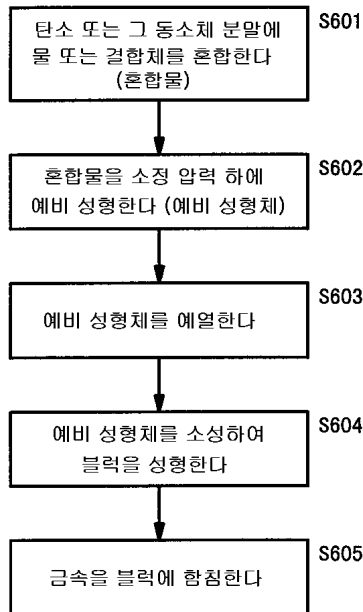 탄소 또는 그 동소체 분말에
물 또는 결합체를 혼합한다
(혼합물)
S601
혼합물을 소정 압력 하에
예비 성형한다 (예비 성형체)
S602
예비 성형체를 예열한다
S603
예비 성형체를 소성하여
블럭을 성형한다
S604
금속을 블럭에 함침한다
S605